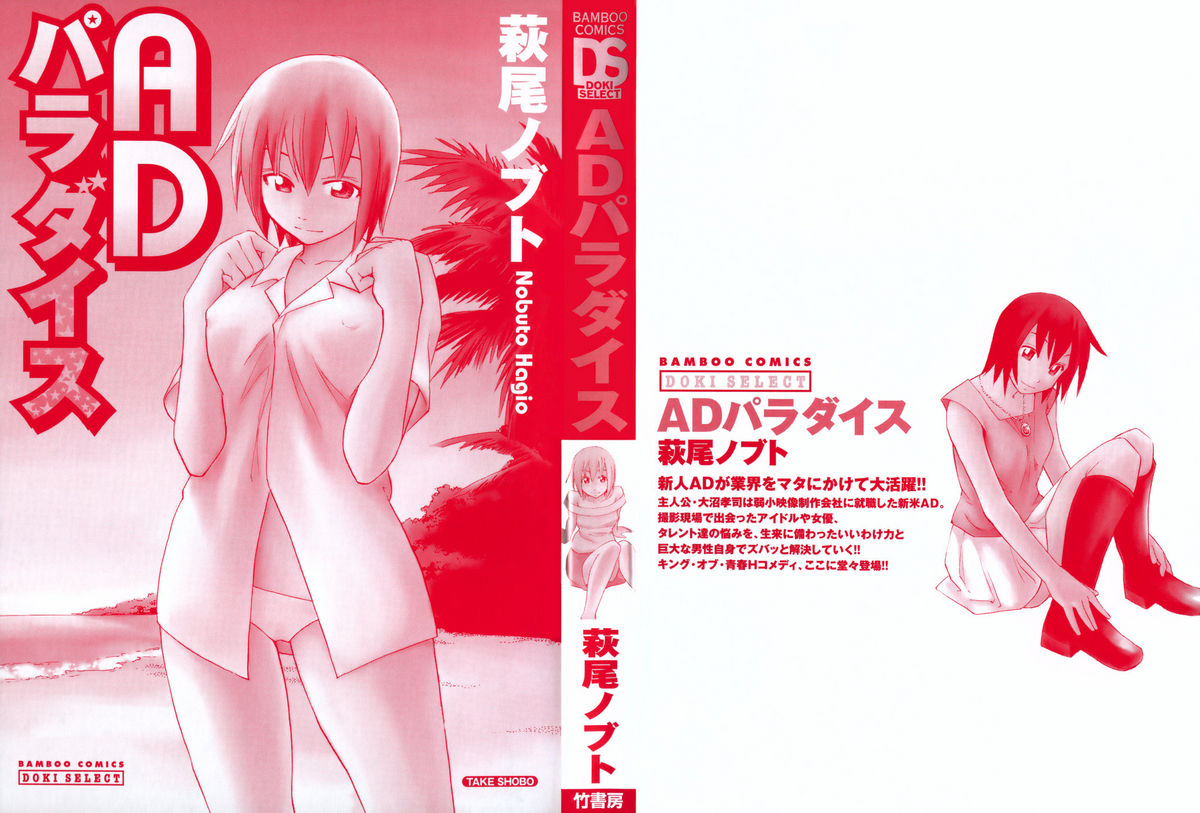 ADパラダイス
萩尾ノブト
Nobuto Hagio
BAMBOO COMICS
DOKI SELECT
TAKE SHOBO
BAMBOO
COMICS
DS
DOKI
SELECT
ADパラダイス
萩尾ノブト
竹書房
BAMBOO COMICS
DOKI SELECT
ADパラダイス
萩尾ノブト
新人ADが業界をマタにかけて大活躍!!
主人公・大沼孝司は弱小映像制作会社に就職した新米AD。
撮影現場で出会ったアイドルや女優、
タレント達の悩みを、生来に備わったいいわけ力と
巨大な男性自身でズバッと解決していく!!
キング・オブ・青春Hコメディ、ここに堂々登場!!